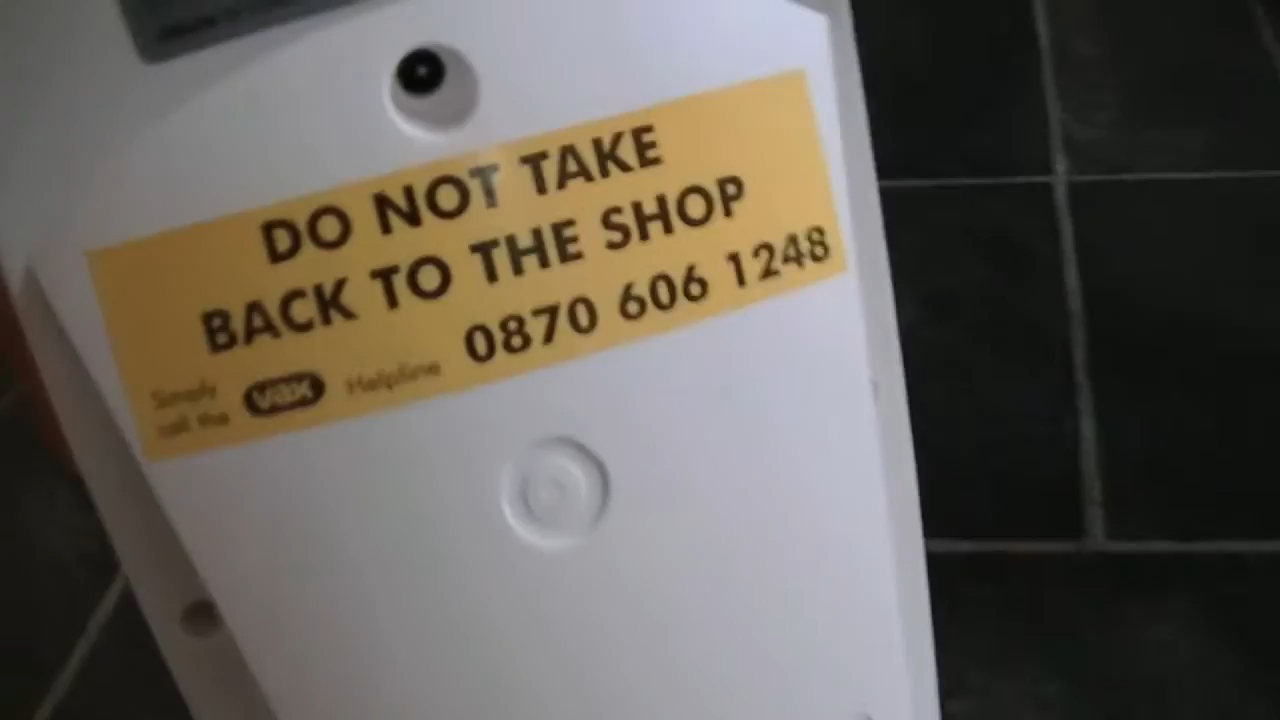 DO NOT TAKE
BACK TO THE SHOP
Simply call the vax Helpline 0870 606 1248